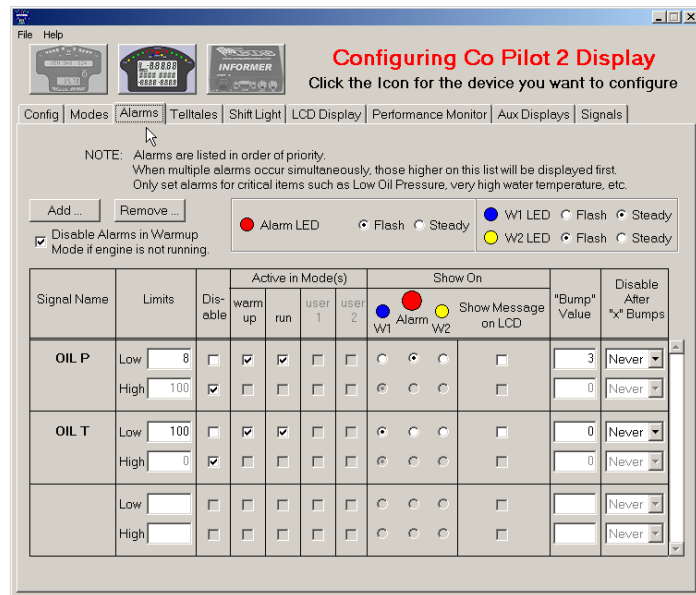 File Help
INFORMER
Configuring Co Pilot 2 Display
Click the Icon for the device you want to configure
Config Modes Alarms Telltales Shift Light LCD Display Performance Monitor Aux Displays Signals
NOTE: Alarms are listed in order of priority.
When multiple alarms occur simultaneously, those higher on this list will be displayed first.
Only set alarms for critical items such as Low Oil Pressure, very high water temperature, etc.
Add ... Remove ...
Disable Alarms in Warmup
Mode if engine is not running.
Alarm LED Flash Steady
W1 LED Flash Steady
W2 LED Flash Steady
Signal Name Limits Dis-
able
Active in Mode(s)
warm
up run user
1 user
2
Show On
W1 Alarm W2 Show Message
on LCD
"Bump"
Value
Disable
After
"x" Bumps
OIL P Low 8 3 Never
High 100 0 Never
OIL T Low 100 0 Never
High 0 0 Never
Low Never
High Never